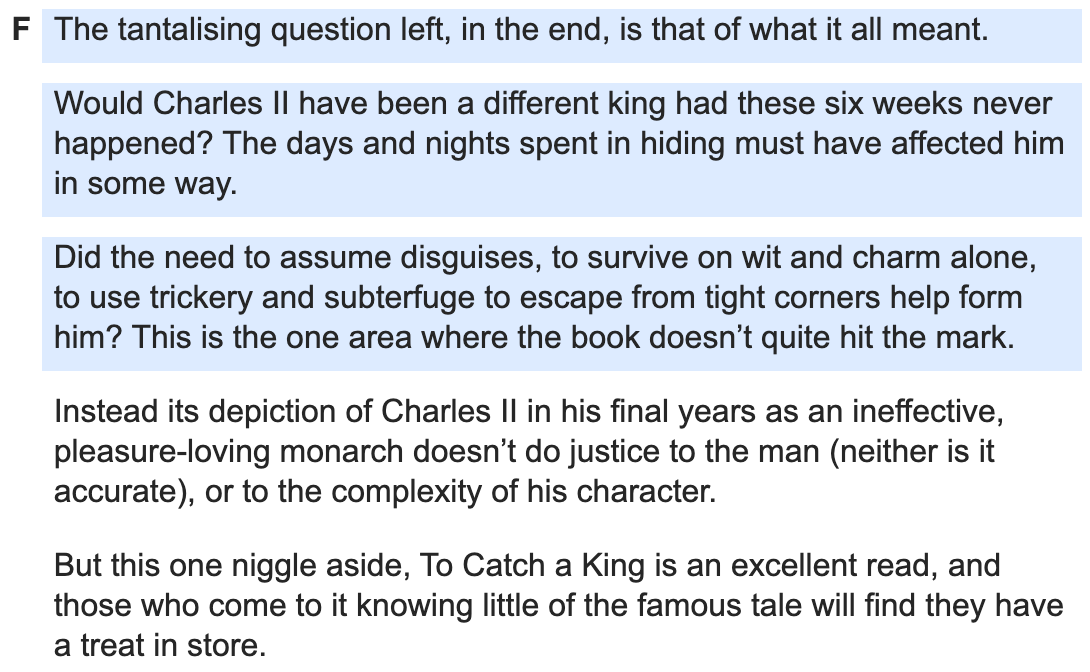 F The tantalising question left, in the end, is that of what it all meant.
Would Charles II have been a different king had these six weeks never
happened? The days and nights spent in hiding must have affected him
in some way.
Did the need to assume disguises, to survive on wit and charm alone,
to use trickery and subterfuge to escape from tight corners help form
him? This is the one area where the book doesn’t quite hit the mark.
Instead its depiction of Charles II in his final years as an ineffective,
pleasure-loving monarch doesn’t do justice to the man (neither is it
accurate), or to the complexity of his character.
But this one niggle aside, To Catch a King is an excellent read, and
those who come to it knowing little of the famous tale will find they have
a treat in store.